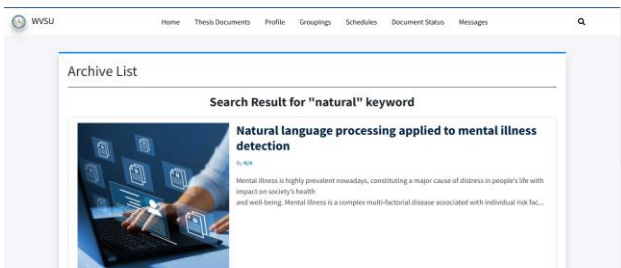 WVSU
Home Thesis Documents Profile Groupings Schedules Document Status Messages
Archive List
Search Result for "natural" keyword
Natural language processing applied to mental illness
detection
By N/A
Mental illness is highly prevalent nowadays, constituting a major cause of distress in people's life with
impact on society's health
and well-being. Mental illness is a complex multi-factorial disease associated with individual risk fac...